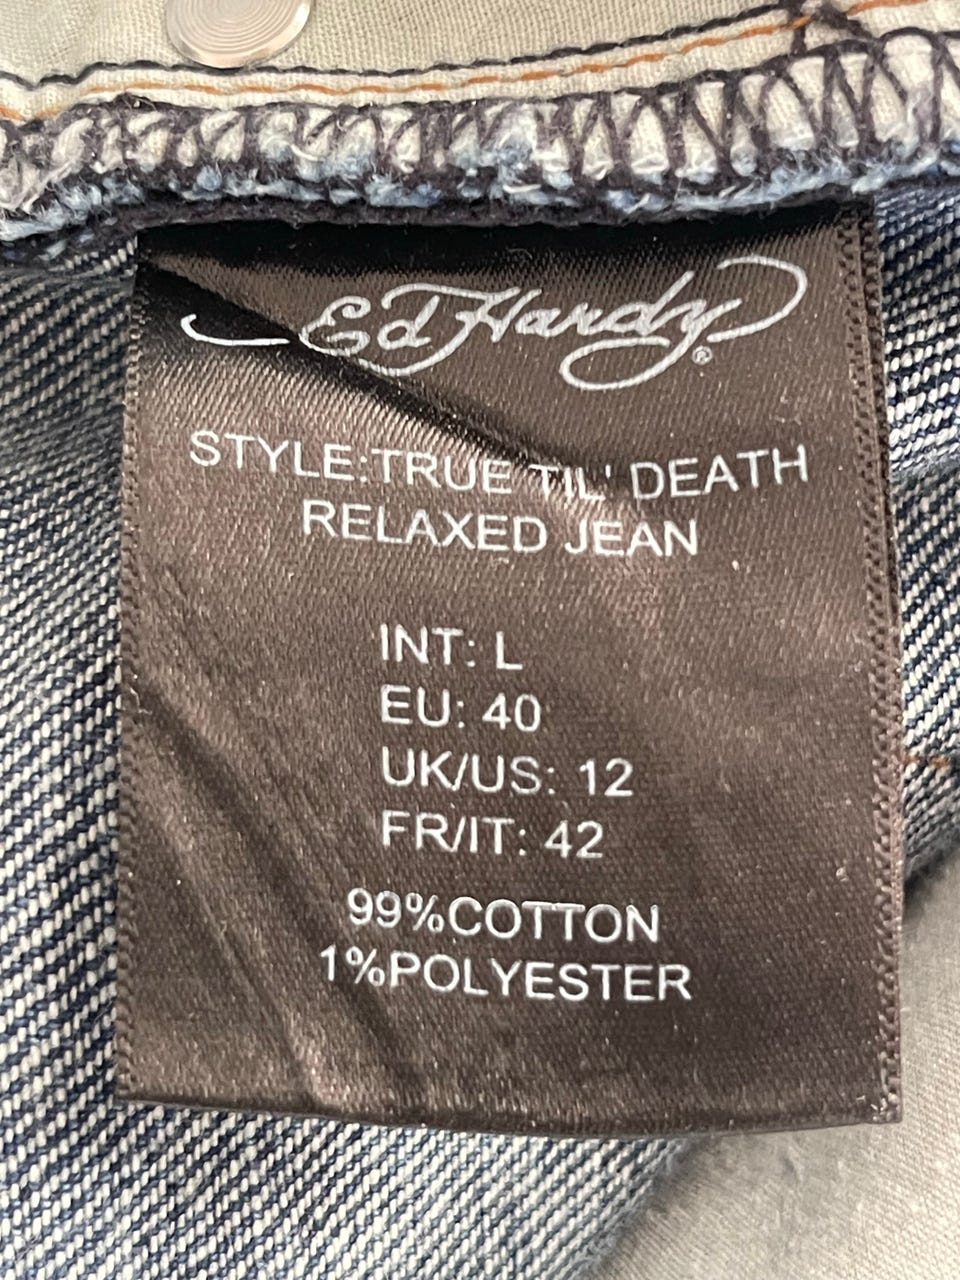 Ed Hardy®
STYLE:TRUE TIL' DEATH
RELAXED JEAN
INT: L
EU: 40
UK/US: 12
FR/IT: 42
99%COTTON
1%POLYESTER